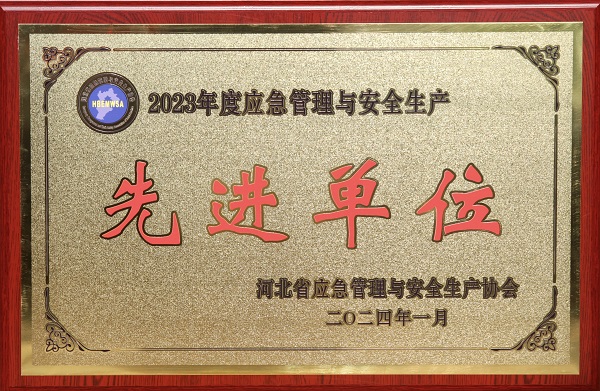 HBEMWSA
2023年度应急管理与安全生产
先进单位
河北省应急管理与安全生产协会
二〇二四年一月